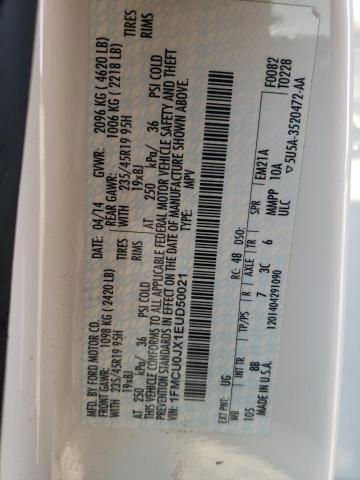 MFD. BY FORD MOTOR CO.
DATE: 04/14 GVWR: 2096 KG ( 4620 LB)
FRONT GAWR: 1098 KG ( 2420 LB) REAR GAWR: 1006 KG ( 2218 LB)
WITH 235/45R19 95H TIRES WITH 235/45R19 95H TIRES
19x8J RIMS 19x8J RIMS
AT 250 kPa/ 36 PSI COLD AT 250 kPa/ 36 PSI COLD
THIS VEHICLE CONFORMS TO ALL APPLICABLE FEDERAL MOTOR VEHICLE SAFETY AND THEFT PREVENTION
STANDARDS IN EFFECT ON THE DATE OF MANUFACTURE SHOWN ABOVE.
VIN: 1FMCU0JX1EUD50021
TYPE: MPV
F0082
T0228
EXT PNT: UG RC: 48 DSO:
WB INT TR TP/PS R AXLE TR SPR EM21A
105 8B 7 3C 6 MMPP 10A
MADE IN U.S.A. 1201404291090 ULC ▽5U5A-3520472-AA